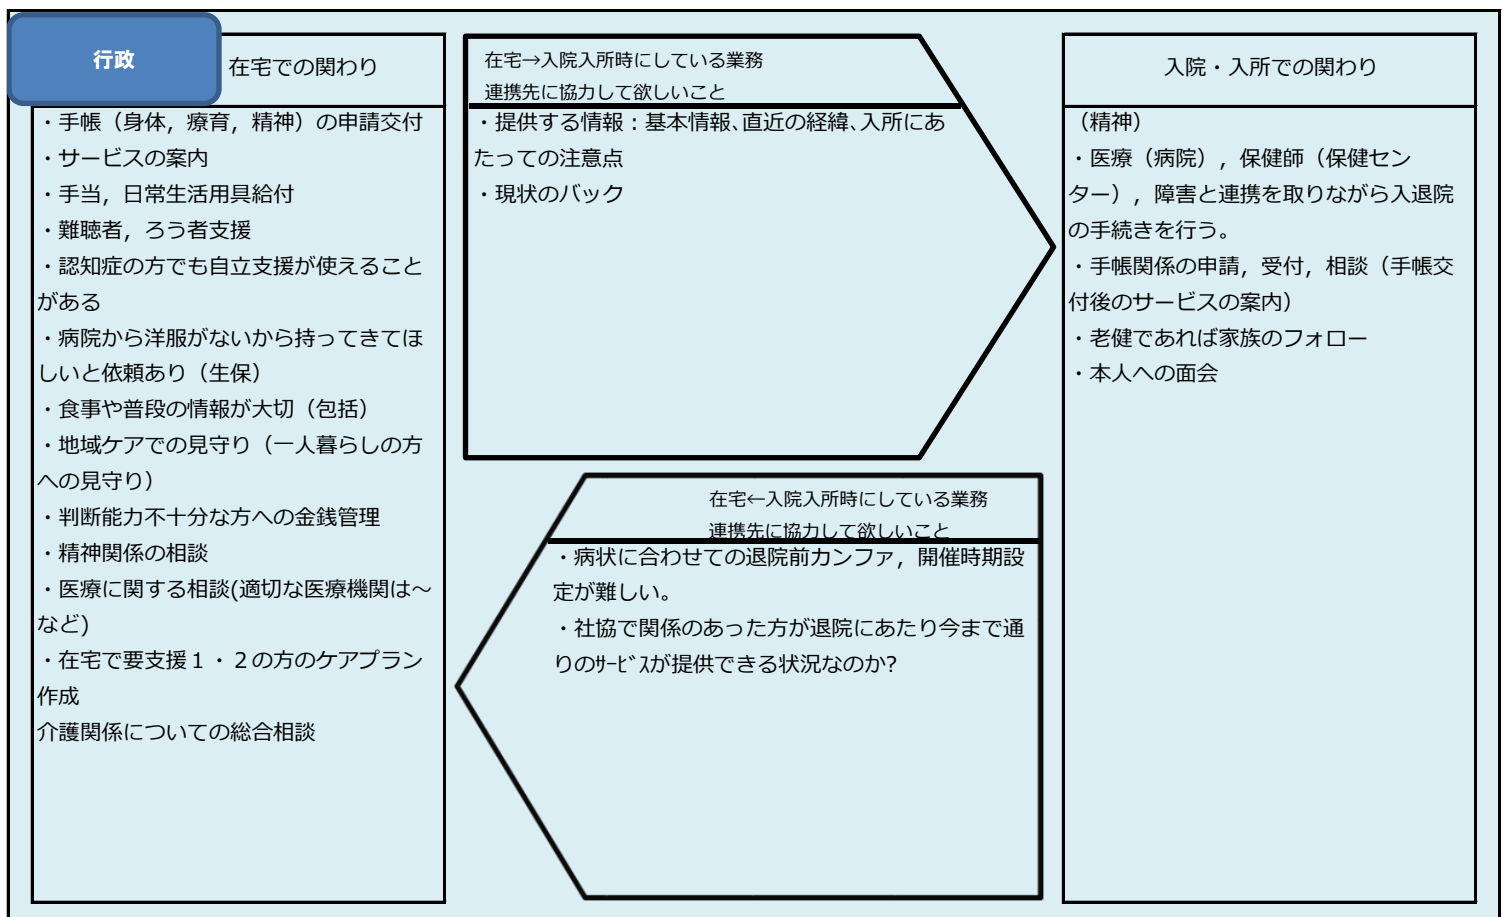 行政
在宅での関わり
・手帳（身体，療育，精神）の申請交付
・サービスの案内
・手当，日常生活用具給付
・難聴者，ろう者支援
・認知症の方でも自立支援が使えること
がある
・病院から洋服がないから持ってきてほ
しいと依頼あり（生保）
・食事や普段の情報が大切（包括）
・地域ケアでの見守り（一人暮らしの方
への見守り）
・判断能力不十分な方への金銭管理
・精神関係の相談
・医療に関する相談(適切な医療機関は～
など)
・在宅で要支援１・２の方のケアプラン
作成
介護関係についての総合相談
在宅→入院入所時にしている業務
連携先に協力して欲しいこと
・提供する情報：基本情報､直近の経緯､入所にあ
たっての注意点
・現状のバック
在宅←入院入所時にしている業務
連携先に協力して欲しいこと
・病状に合わせての退院前カンファ，開催時期設
定が難しい。
・社協で関係のあった方が退院にあたり今まで通
りのｻｰﾋﾞｽが提供できる状況なのか?
入院・入所での関わり
（精神）
・医療（病院），保健師（保健セン
ター），障害と連携を取りながら入退院
の手続きを行う。
・手帳関係の申請，受付，相談（手帳交
付後のサービスの案内）
・老健であれば家族のフォロー
・本人への面会